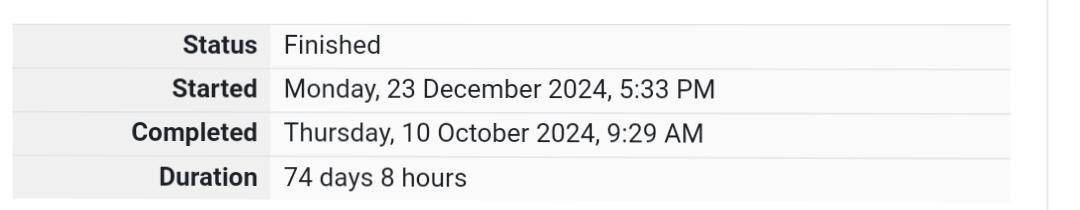 Status Finished
Started Monday, 23 December 2024, 5:33 PM
Completed Thursday, 10 October 2024, 9:29 AM
Duration 74 days 8 hours